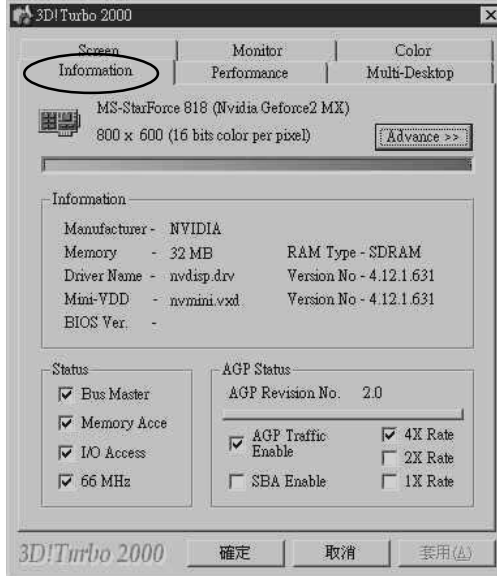 3D!Turbo 2000
Screen Monitor Color
Information Performance Multi-Desktop
MS-StarForce 818 (Nvidia Geforce2 MX)
800 x 600 (16 bits color per pixel)
Advance >>
Information
Manufacturer - NVIDIA
Memory - 32 MB RAM Type - SDRAM
Driver Name - nvdisp.drv Version No - 4.12.1.631
Mini-VDD - nvmini.vxd Version No - 4.12.1.631
BIOS Ver. -
Status
Bus Master
Memory Acce
I/O Access
66 MHz
AGP Status
AGP Revision No. 2.0
AGP Traffic Enable
SBA Enable
4X Rate
2X Rate
1X Rate
3D!Turbo 2000 確定 取消 套用(A)